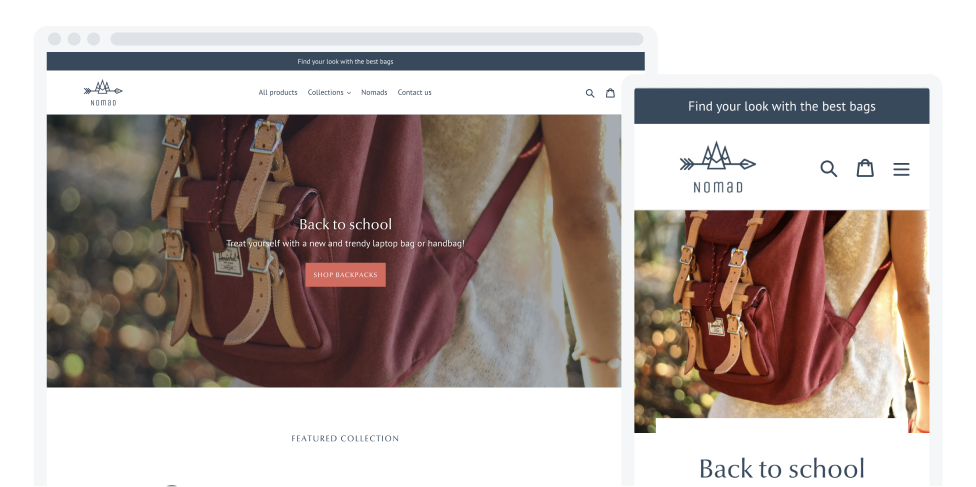 Find your look with the best bags
NOMAD
All products Collections Nomads Contact us
Back to school
Treat yourself with a new and trendy laptop bag or handbag!
SHOP BACKPACKS
FEATURED COLLECTION
Find your look with the best bags
NOMAD
Back to school